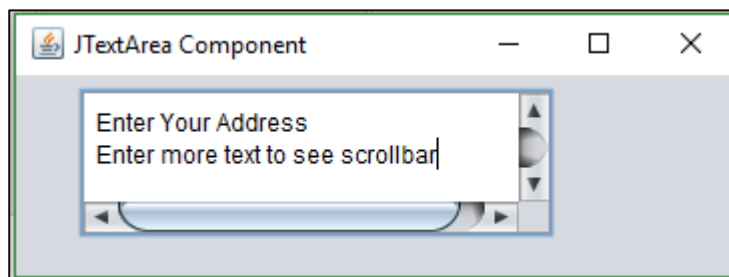 JTextArea Component
Enter Your Address
Enter more text to see scrollbar